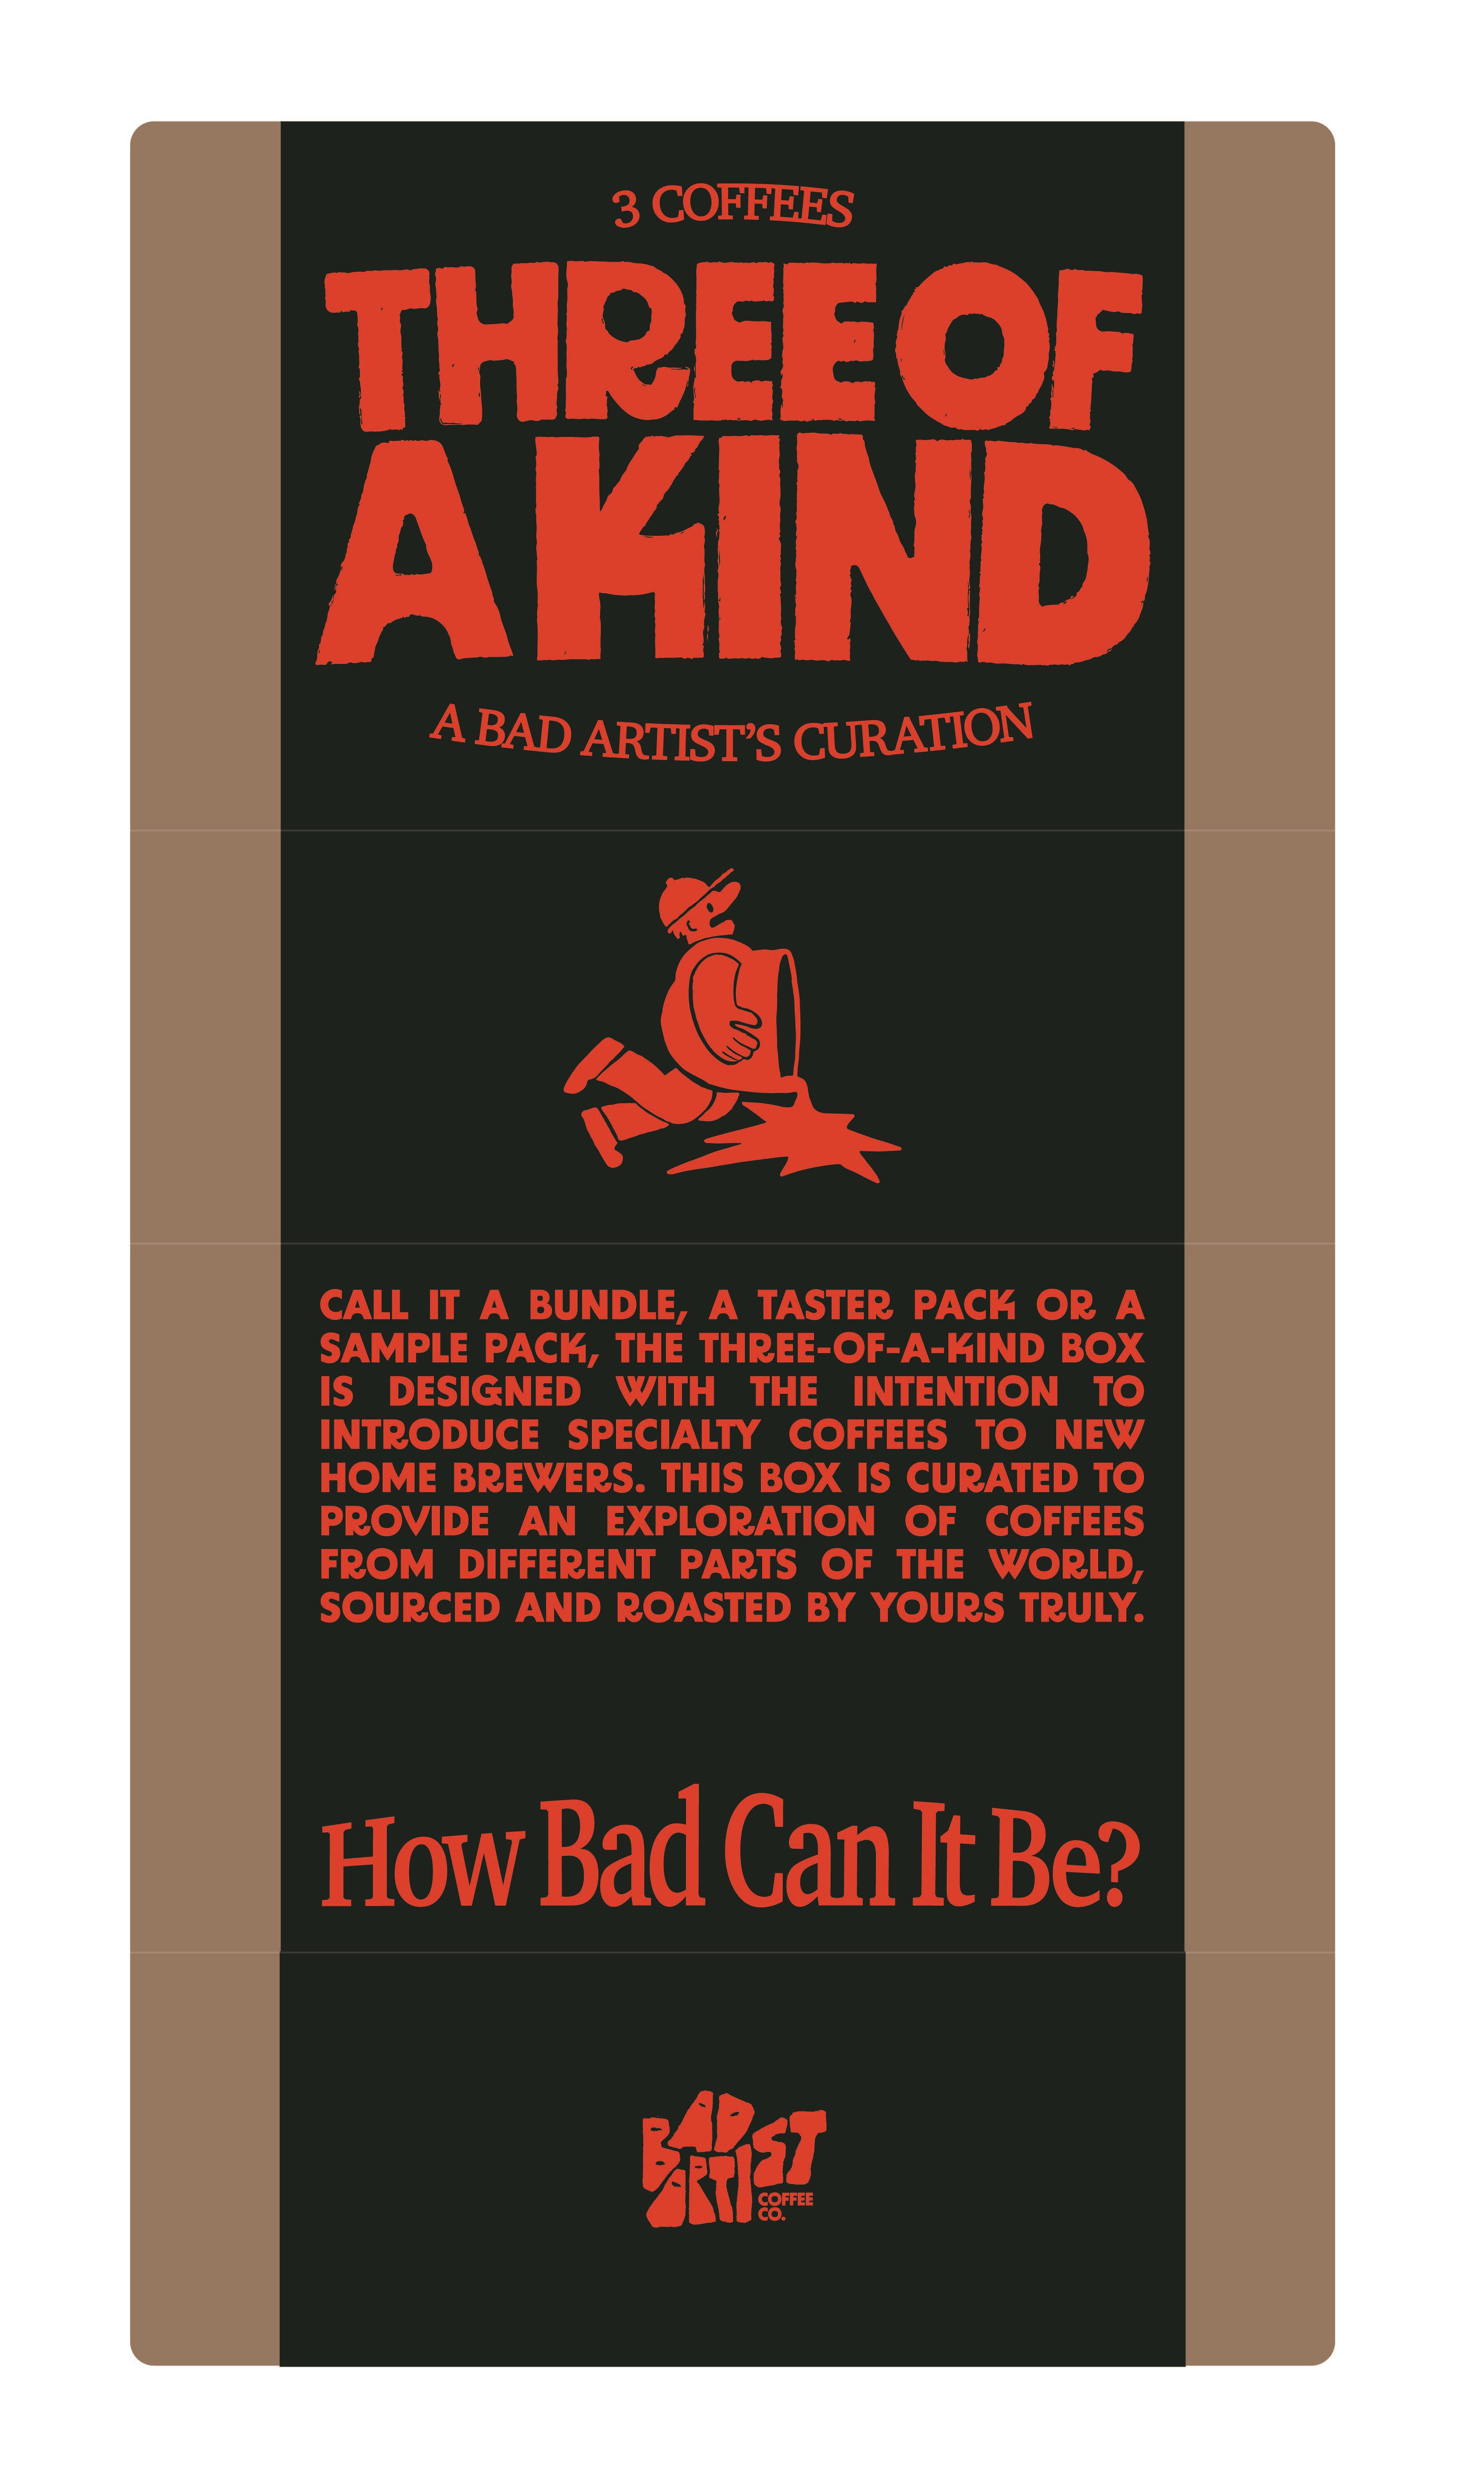 3 COFFEES
THREE OF
A KIND
A BAD ARTIST'S CURATION
CALL IT A BUNDLE, A TASTER PACK OR A
SAMPLE PACK, THE THREE-OF-A-KIND BOX
IS DESIGNED WITH THE INTENTION TO
INTRODUCE SPECIALTY COFFEES TO NEW
HOME BREWERS. THIS BOX IS CURATED TO
PROVIDE AN EXPLORATION OF COFFEES
FROM DIFFERENT PARTS OF THE WORLD,
SOURCED AND ROASTED BY YOURS TRULY.
How Bad Can It Be?
BAD
ARTIST
COFFEE
CO.